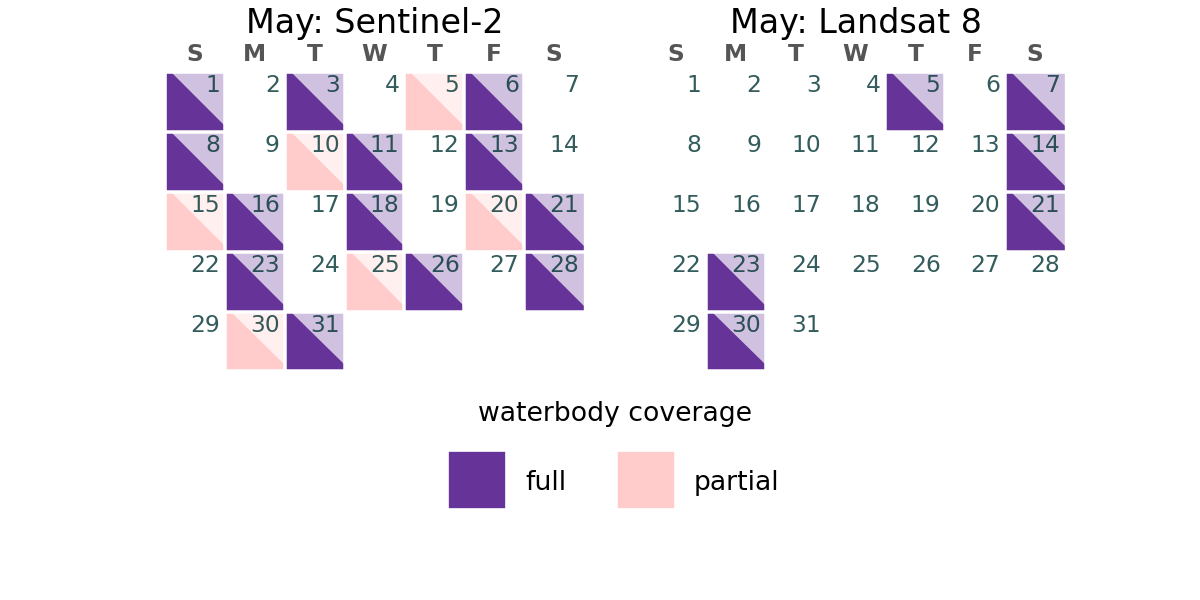 May: Sentinel-2
S M T W T F S
1 2 3 4 5 6 7
8 9 10 11 12 13 14
15 16 17 18 19 20 21
22 23 24 25 26 27 28
29 30 31
May: Landsat 8
S M T W T F S
1 2 3 4 5 6 7
8 9 10 11 12 13 14
15 16 17 18 19 20 21
22 23 24 25 26 27 28
29 30 31
waterbody coverage
full partial